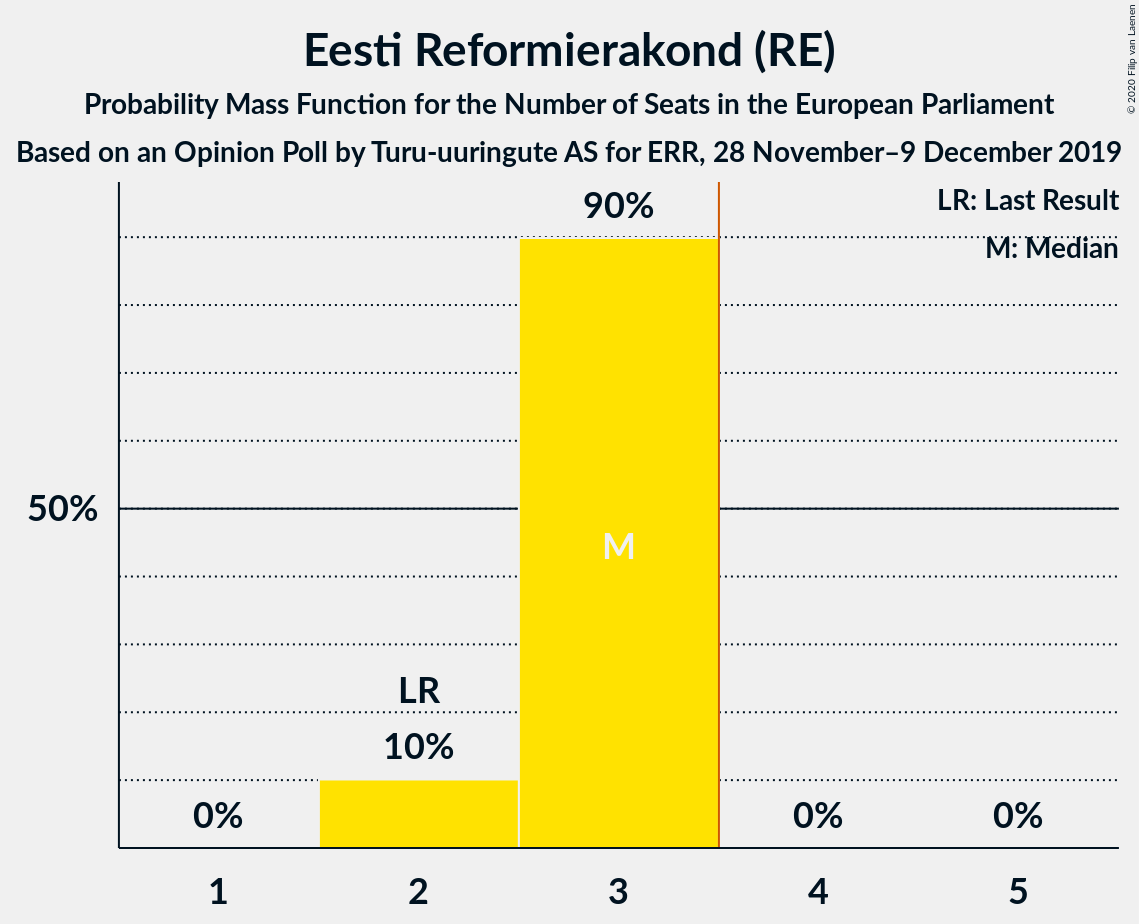 Eesti Reformierakond (RE)
Probability Mass Function for the Number of Seats in the European Parliament
Based on an Opinion Poll by Turu-uuringute AS for ERR, 28 November–9 December 2019
© 2020 Filip van Laenen
LR: Last Result
M: Median
90%
50%
M
LR
10%
0%
0%
0%
1
2
3
4
5